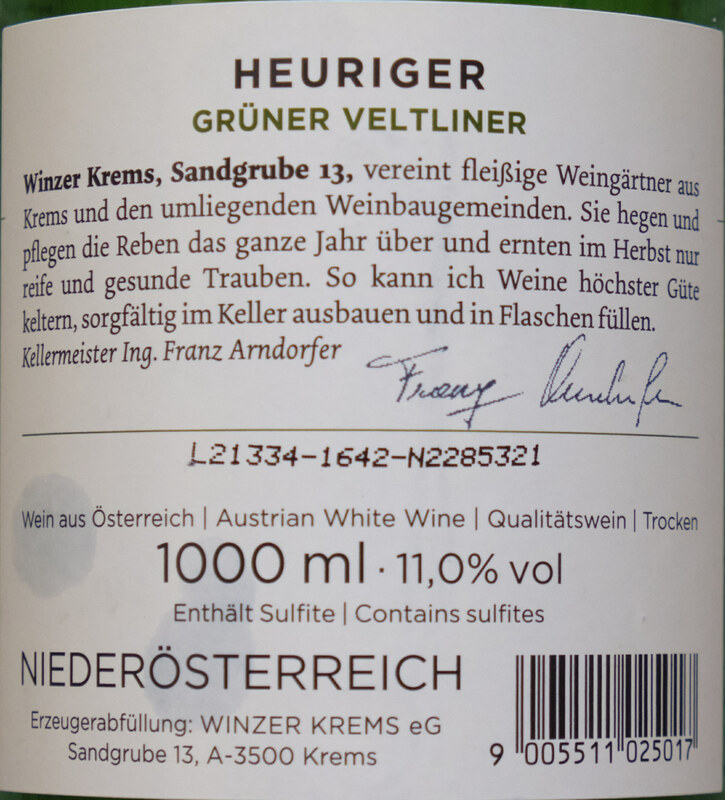 HEURIGER
GRÜNER VELTLINER
Winzer Krems, Sandgrube 13, vereint fleißige Weingärtner aus
Krems und den umliegenden Weinbaugemeinden. Sie hegen und
pflegen die Reben das ganze Jahr über und ernten im Herbst nur
reife und gesunde Trauben. So kann ich Weine höchster Güte
keltern, sorgfältig im Keller ausbauen und in Flaschen füllen.
Kellermeister Ing. Franz Arndorfer
Franz Arndorfer
L21334-1642-N2285321
Wein aus Österreich | Austrian White Wine | Qualitätswein | Trocken
1000 ml · 11,0% vol
Enthält Sulfite | Contains sulfites
NIEDERÖSTERREICH
Erzeugerabfüllung: WINZER KREMS eG
Sandgrube 13, A-3500 Krems
9 005511 025017